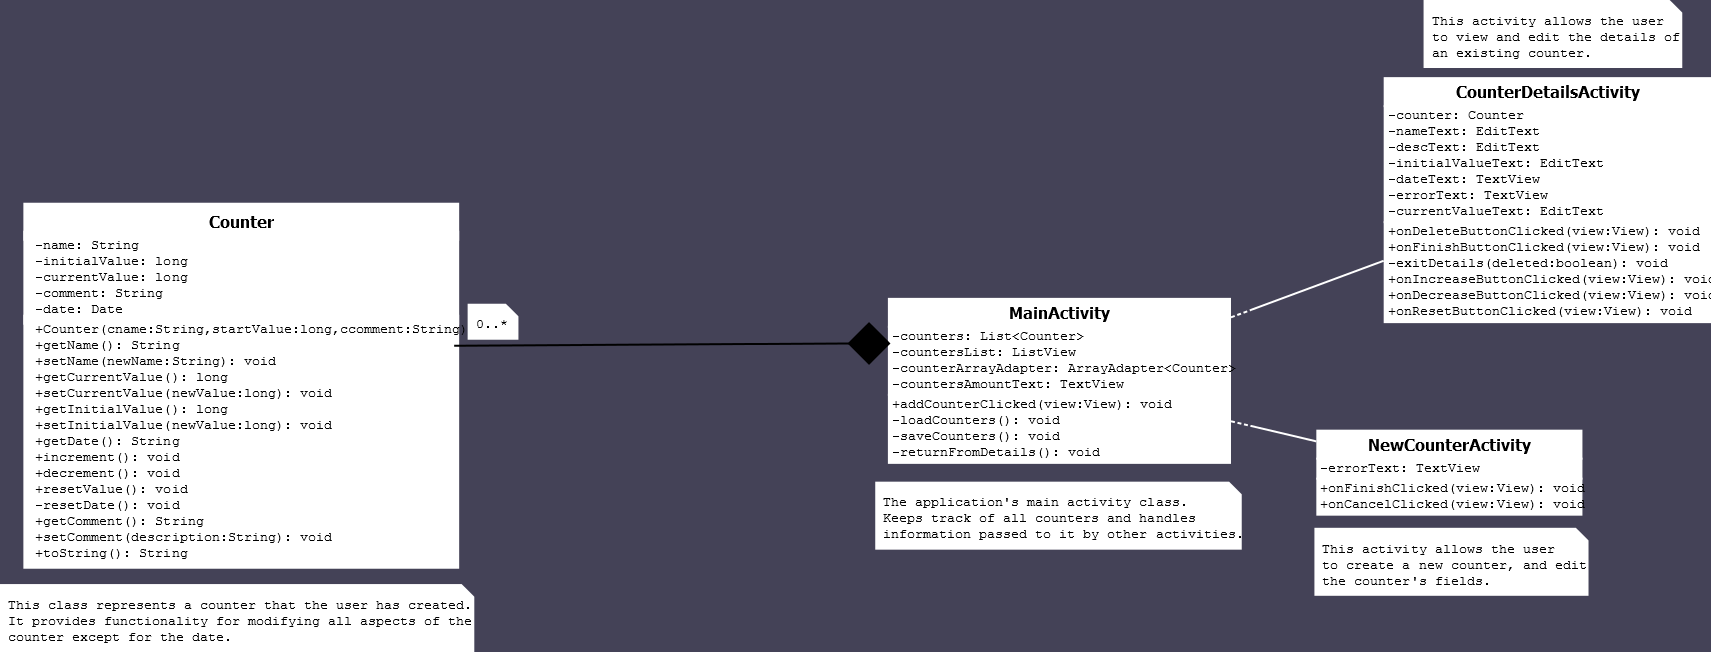 This activity allows the user
to view and edit the details of
an existing counter.
CounterDetailsActivity
-counter: Counter
-nameText: EditText
-descText: EditText
-initialValueText: EditText
-dateText: TextView
-errorText: TextView
-currentValueText: EditText
+onDeleteButtonClicked(view:View): void
+onFinishButtonClicked(view:View): void
-exitDetails(deleted:boolean): void
+onIncreaseButtonClicked(view:View): void
+onDecreaseButtonClicked(view:View): void
+onResetButtonClicked(view:View): void
Counter
-name: String
-initialValue: long
-currentValue: long
-comment: String
-date: Date
+Counter(cname:String,startValue:long,ccomment:String)
+getName(): String
+setName(newName:String): void
+getCurrentValue(): long
+setCurrentValue(newValue:long): void
+getInitialValue(): long
+setInitialValue(newValue:long): void
+getDate(): String
+increment(): void
+decrement(): void
+resetValue(): void
-resetDate(): void
+getComment(): String
+setComment(description:String): void
+toString(): String
0..*
This class represents a counter that the user has created.
It provides functionality for modifying all aspects of the
counter except for the date.
MainActivity
-counters: List<Counter>
-countersList: ListView
-counterArrayAdapter: ArrayAdapter<Counter>
-countersAmountText: TextView
+addCounterClicked(view:View): void
-loadCounters(): void
-saveCounters(): void
-returnFromDetails(): void
The application's main activity class.
Keeps track of all counters and handles
information passed to it by other activities.
NewCounterActivity
-errorText: TextView
+onFinishClicked(view:View): void
+onCancelClicked(view:View): void
This activity allows the user
to create a new counter, and edit
the counter's fields.